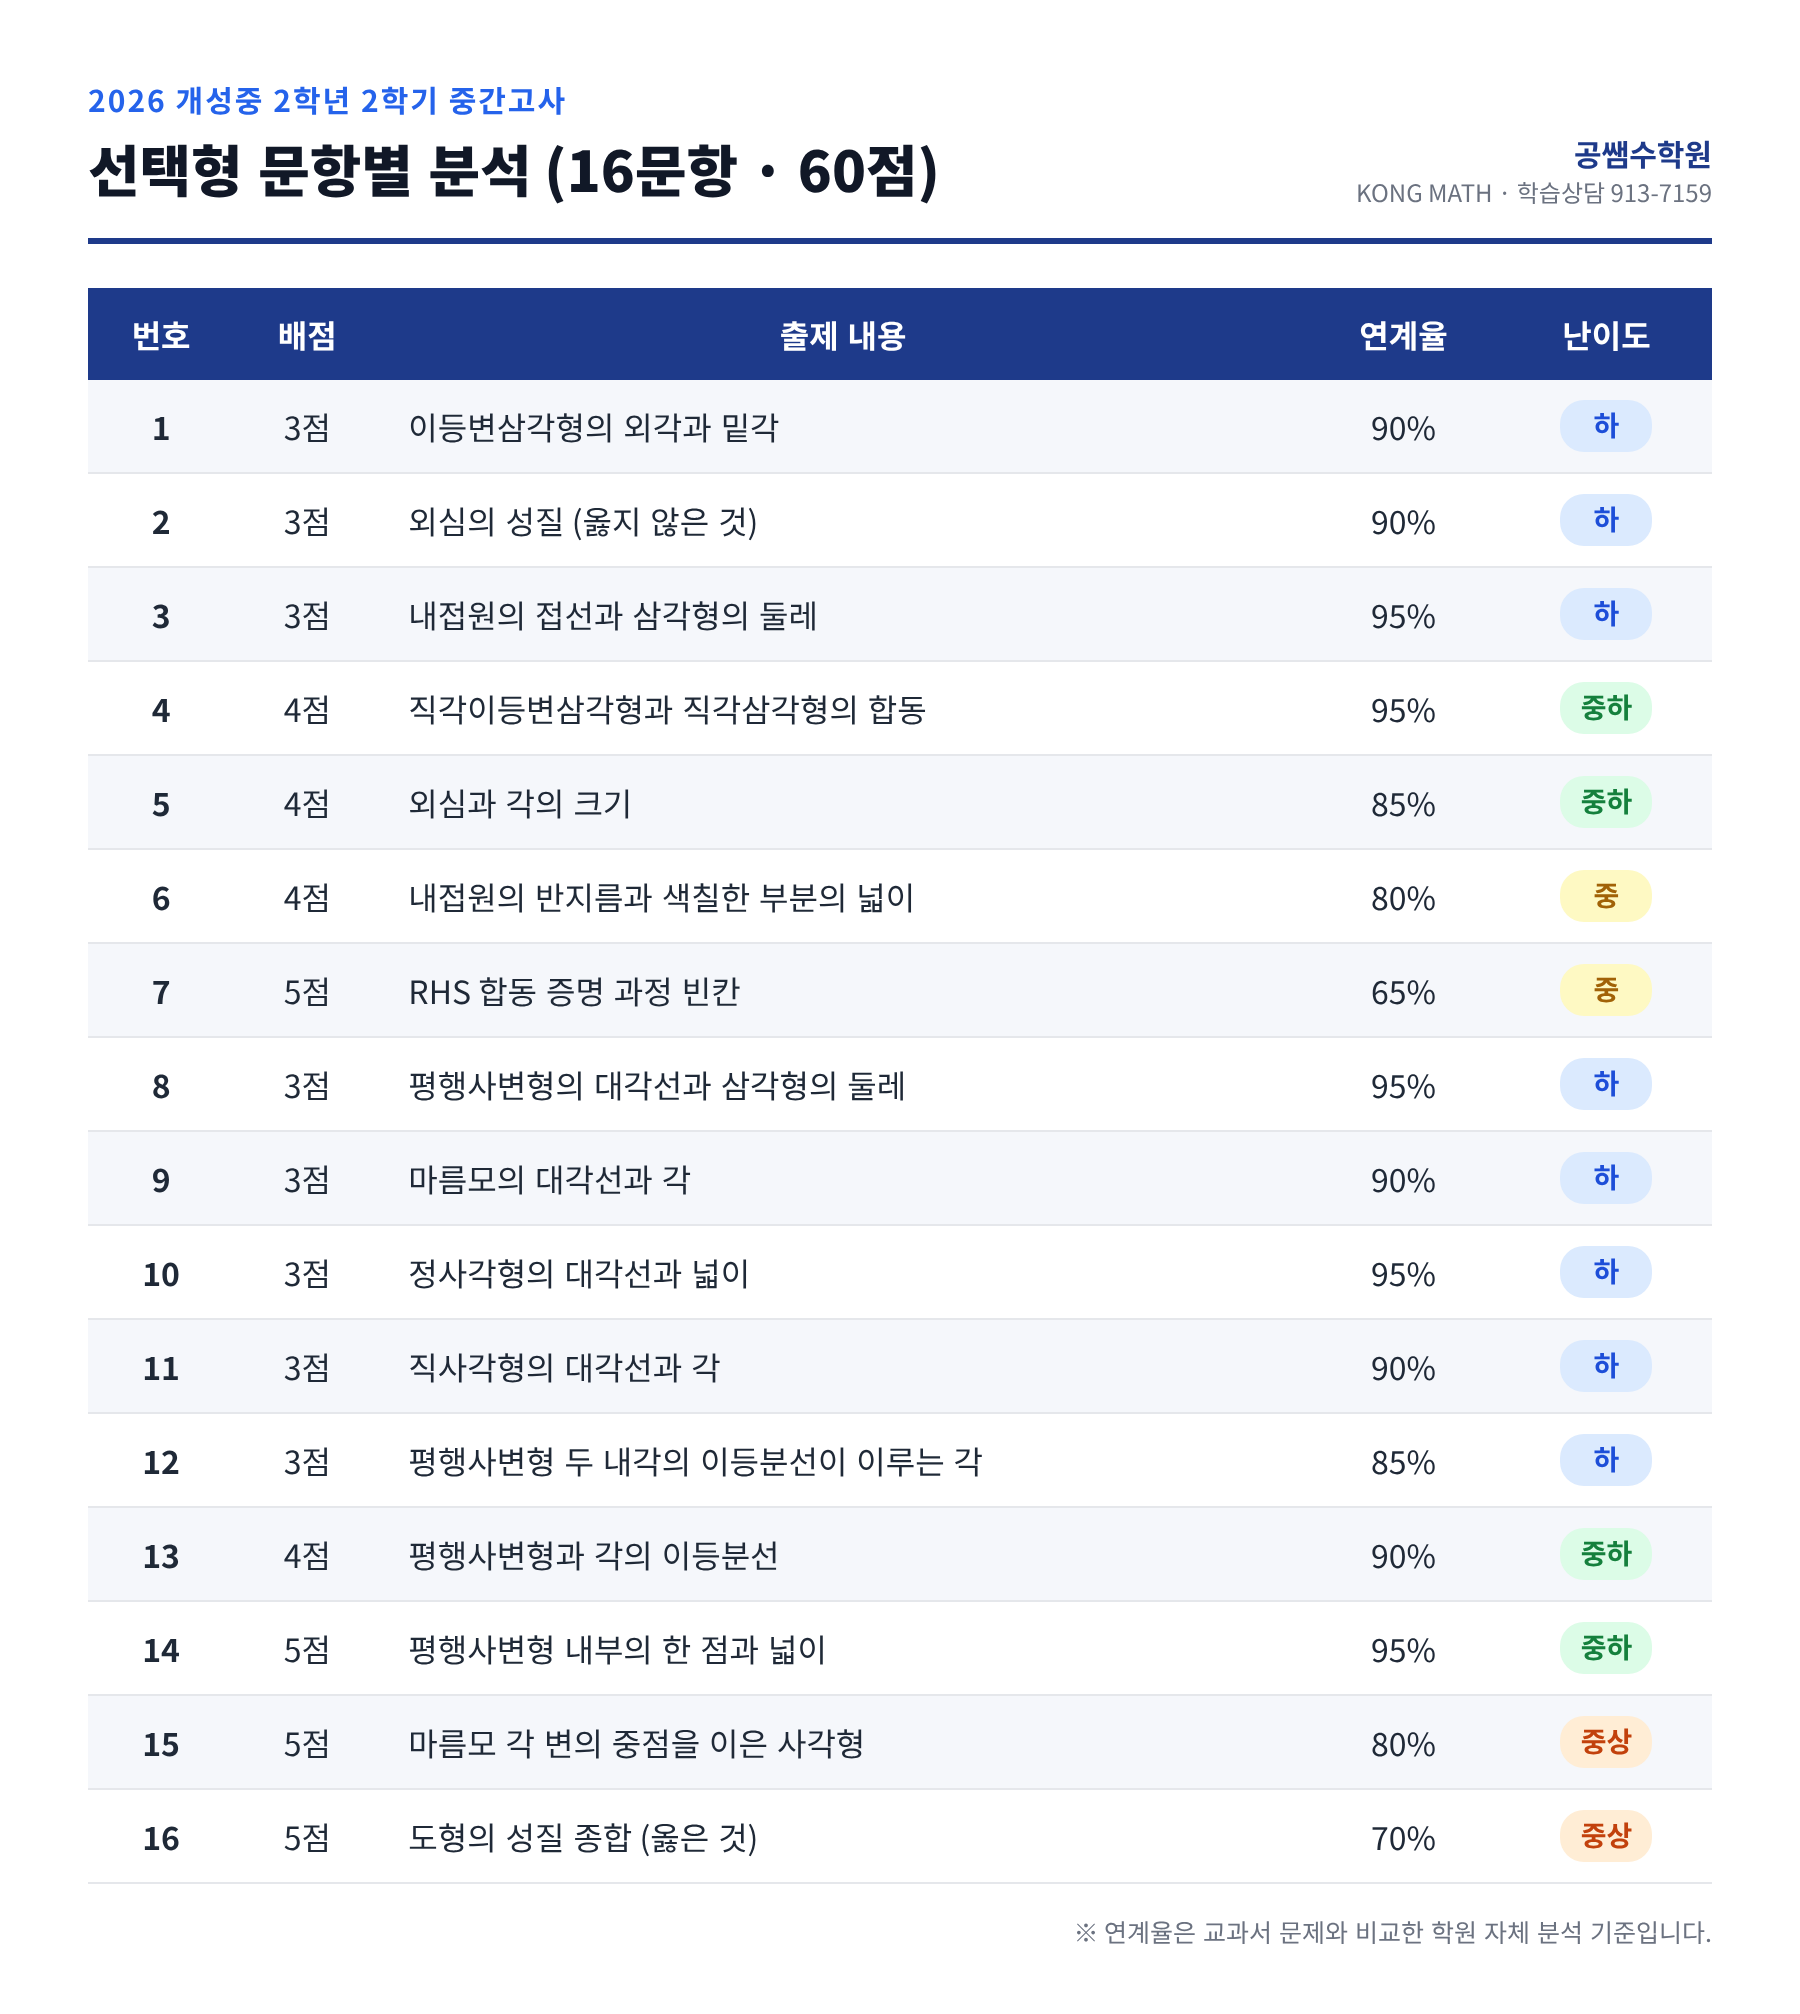 2026 개성중 2학년 2학기 중간고사
선택형 문항별 분석 (16문항 · 60점)
공쌤수학원
KONG MATH · 학습상담 913-7159
번호 배점 출제 내용 연계율 난이도
1 3점 이등변삼각형의 외각과 밑각 90% 하
2 3점 외심의 성질 (옳지 않은 것) 90% 하
3 3점 내접원의 접선과 삼각형의 둘레 95% 하
4 4점 직각이등변삼각형과 직각삼각형의 합동 95% 중하
5 4점 외심과 각의 크기 85% 중하
6 4점 내접원의 반지름과 색칠한 부분의 넓이 80% 중
7 5점 RHS 합동 증명 과정 빈칸 65% 중
8 3점 평행사변형의 대각선과 삼각형의 둘레 95% 하
9 3점 마름모의 대각선과 각 90% 하
10 3점 정사각형의 대각선과 넓이 95% 하
11 3점 직사각형의 대각선과 각 90% 하
12 3점 평행사변형 두 내각의 이등분선이 이루는 각 85% 하
13 4점 평행사변형과 각의 이등분선 90% 중하
14 5점 평행사변형 내부의 한 점과 넓이 95% 중하
15 5점 마름모 각 변의 중점을 이은 사각형 80% 중상
16 5점 도형의 성질 종합 (옳은 것) 70% 중상
※ 연계율은 교과서 문제와 비교한 학원 자체 분석 기준입니다.